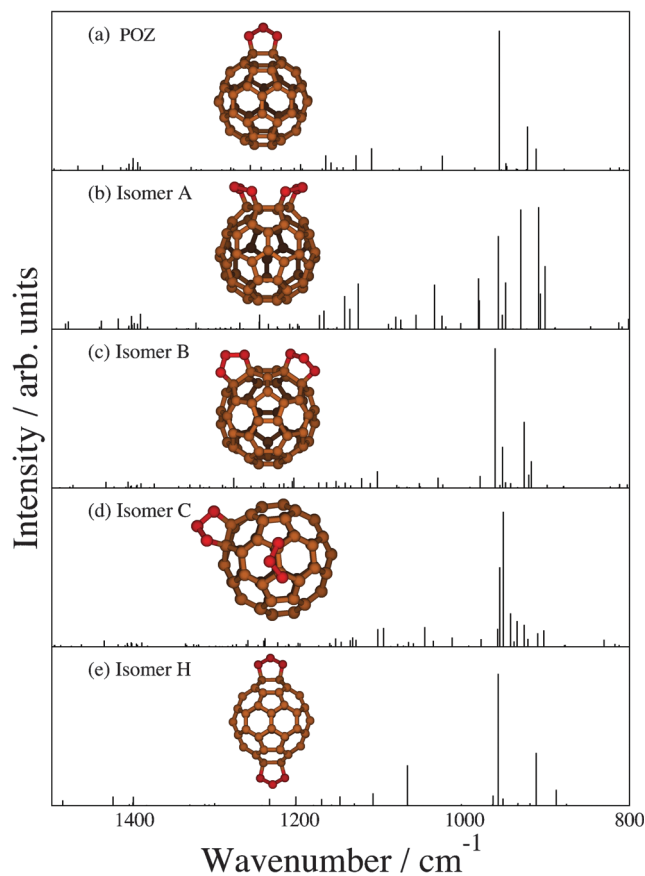 (a) POZ
(b) Isomer A
(c) Isomer B
(d) Isomer C
(e) Isomer H
Intensity / arb. units
1400 1200 1000 800
Wavenumber / cm⁻¹